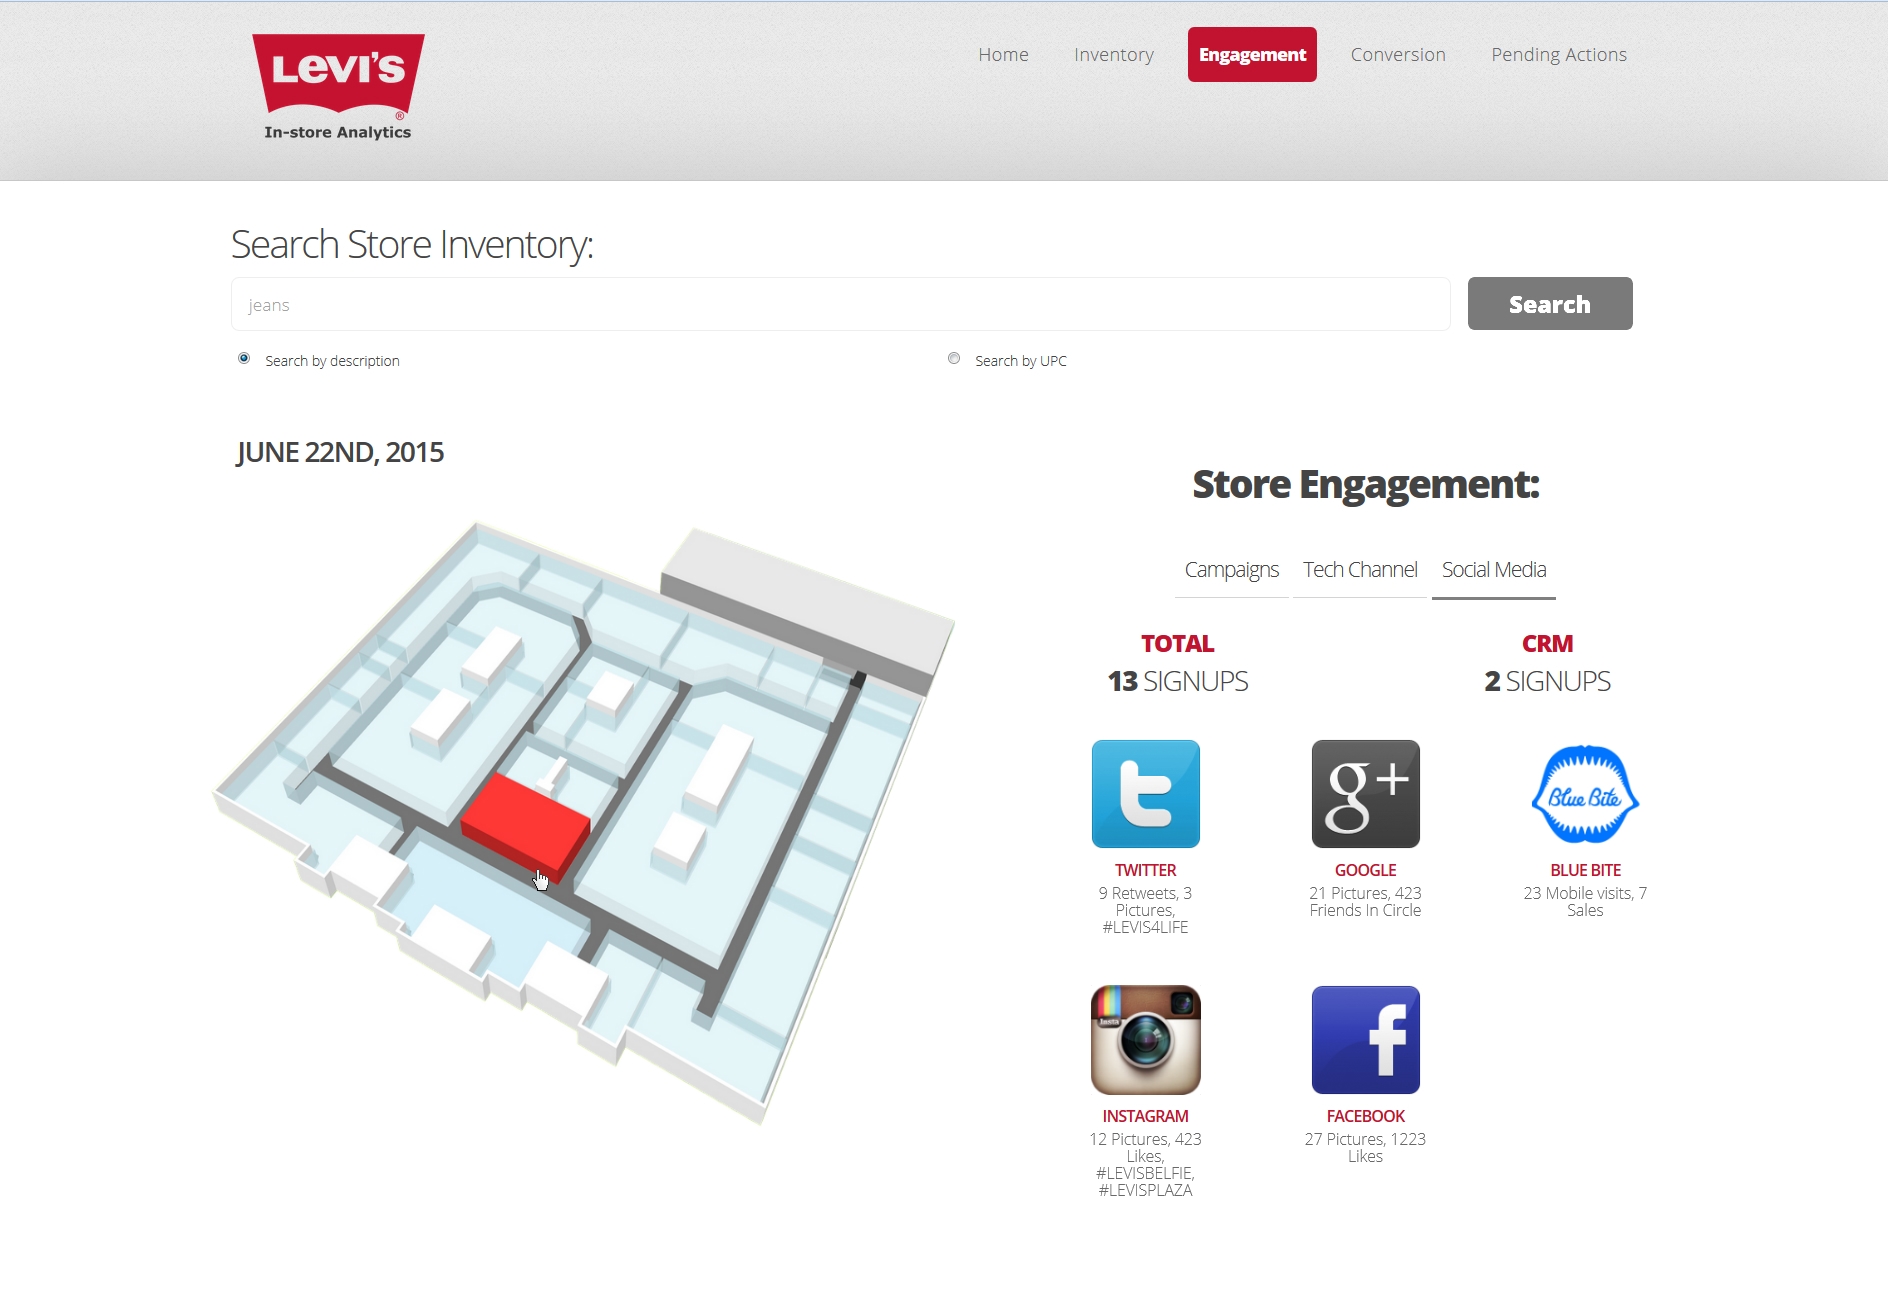 LEVI'S
®
In-store Analytics
Home Inventory Engagement Conversion Pending Actions
Search Store Inventory:
jeans
Search
Search by description
Search by UPC
JUNE 22ND, 2015
Store Engagement:
Campaigns Tech Channel Social Media
TOTAL
13 SIGNUPS
CRM
2 SIGNUPS
t
TWITTER
9 Retweets, 3
Pictures,
#LEVIS4LIFE
g+
GOOGLE
21 Pictures, 423
Friends In Circle
Blue Bite
BLUE BITE
23 Mobile visits, 7
Sales
Insta
INSTAGRAM
12 Pictures, 423
Likes,
#LEVISBELFIE,
#LEVISPLAZA
f
FACEBOOK
27 Pictures, 1223
Likes